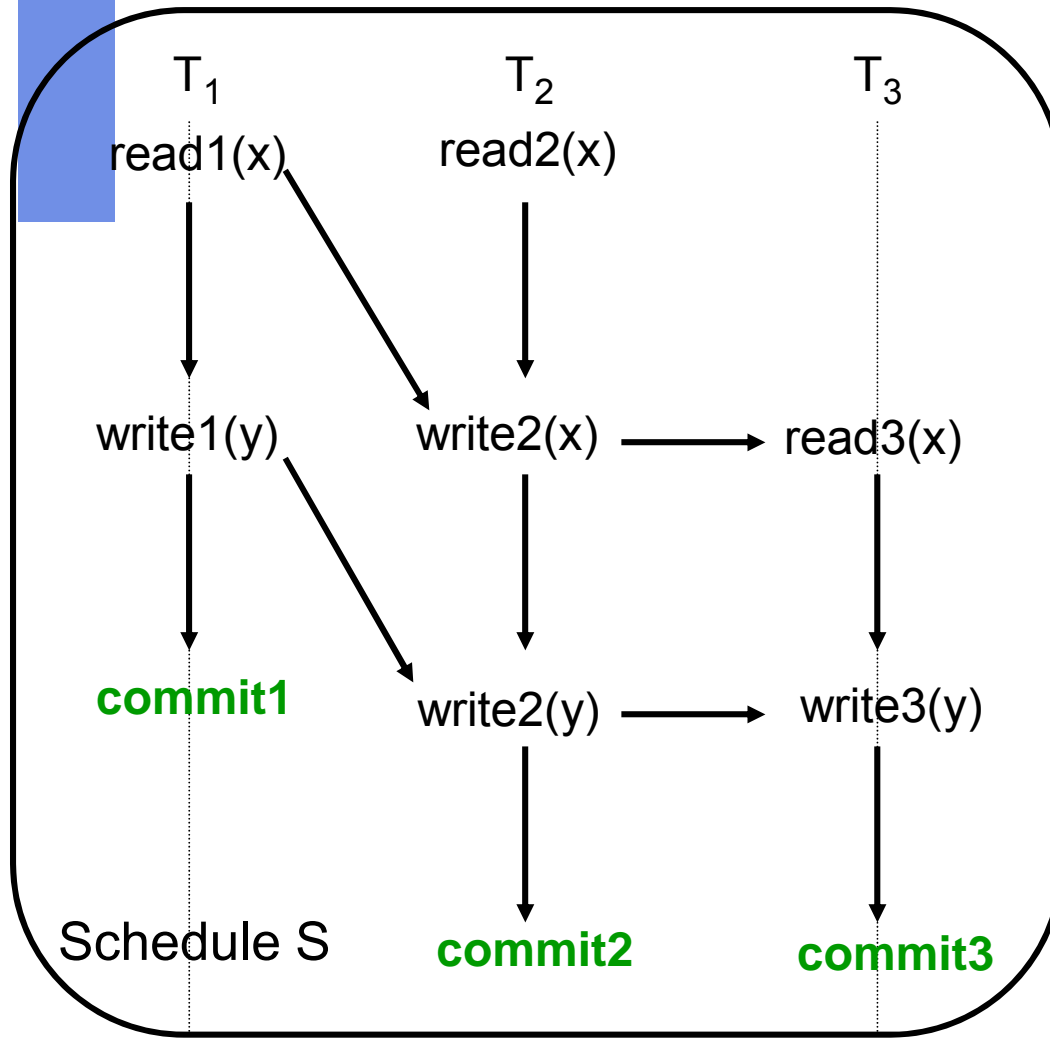 T1 T2 T3
read1(x) read2(x)
write1(y) write2(x) read3(x)
commit1 write2(y) write3(y)
Schedule S commit2 commit3